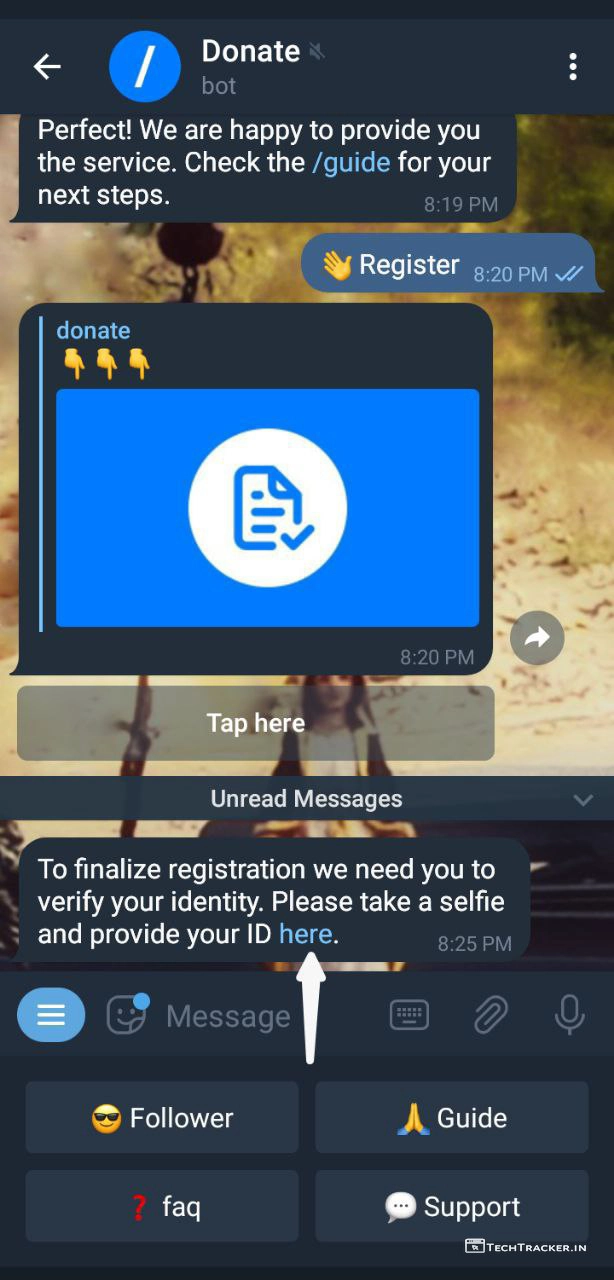 Donate
bot
Perfect! We are happy to provide you
the service. Check the /guide for your
next steps.
8:19 PM
👋 Register 8:20 PM
donate
👇👇👇
8:20 PM
Tap here
Unread Messages
To finalize registration we need you to
verify your identity. Please take a selfie
and provide your ID here.
8:25 PM
Message
😎 Follower
🙏 Guide
❓ faq
💬 Support
TECHTRACKER.IN